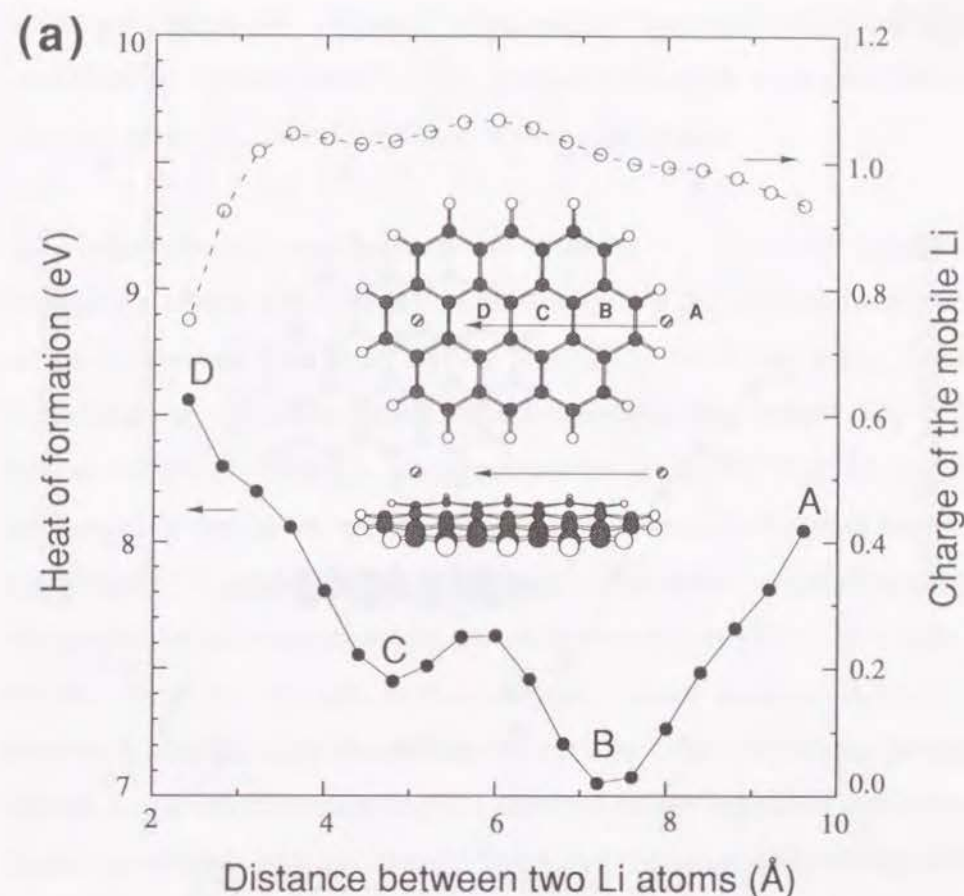 (a)
10
9
8
7
Heat of formation (eV)
1.2
1.0
0.8
0.6
0.4
0.2
0.0
Charge of the mobile Li
D
C
B
A
D
C
B
A
2
4
6
8
10
Distance between two Li atoms (Å)